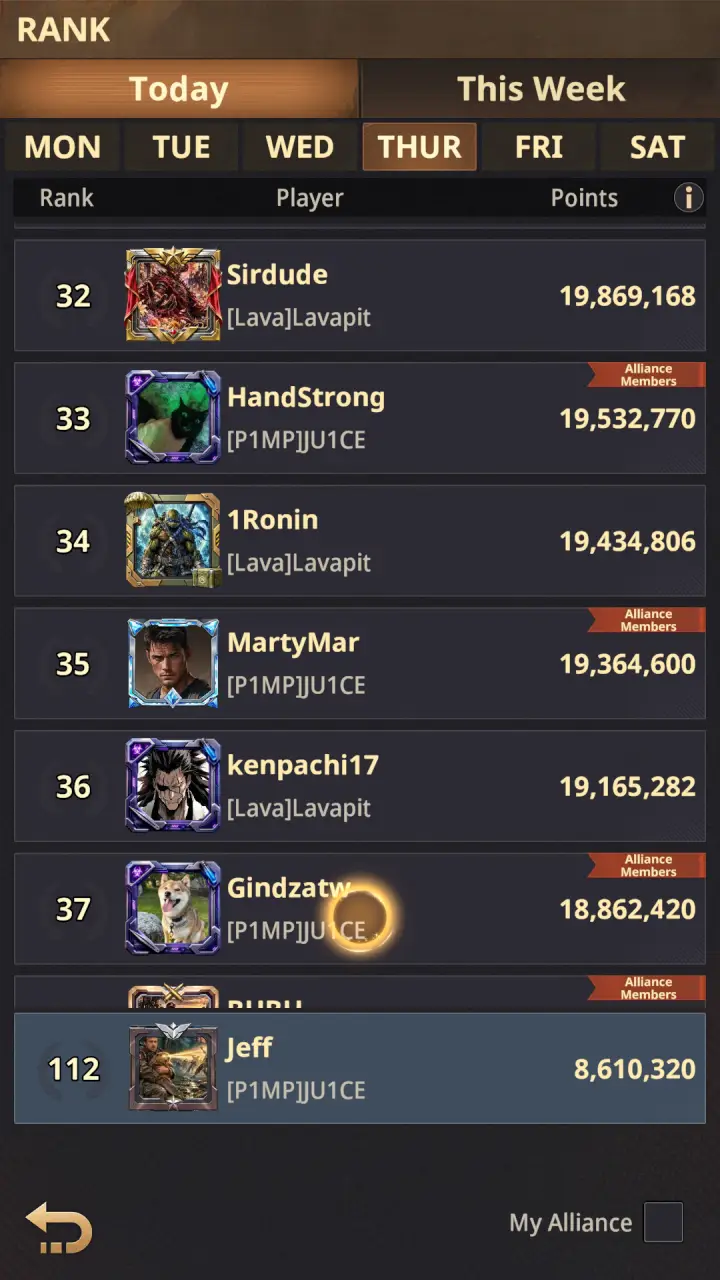 RANK
Today
This Week
MON
TUE
WED
THUR
FRI
SAT
Rank
Player
Points
32
Sirdude
[Lava]Lavapit
19,869,168
Alliance
Members
33
HandStrong
[P1MP]JU1CE
19,532,770
34
1Ronin
[Lava]Lavapit
19,434,806
Alliance
Members
35
MartyMar
[P1MP]JU1CE
19,364,600
36
kenpachi17
[Lava]Lavapit
19,165,282
Alliance
Members
37
Gindzatw
[P1MP]JU1CE
18,862,420
Alliance
Members
112
Jeff
[P1MP]JU1CE
8,610,320
My Alliance